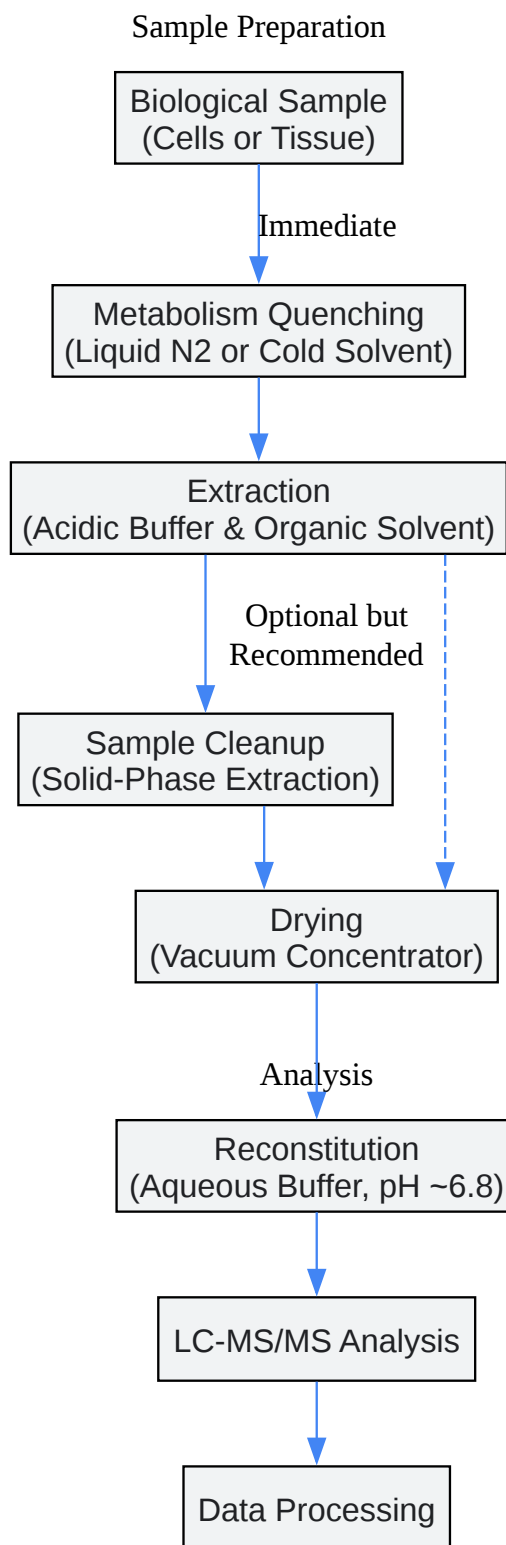 Sample Preparation
Biological Sample
(Cells or Tissue)
Immediate
Metabolism Quenching
(Liquid N2 or Cold Solvent)
Extraction
(Acidic Buffer & Organic Solvent)
Optional but
Recommended
Sample Cleanup
(Solid-Phase Extraction)
Drying
(Vacuum Concentrator)
Analysis
Reconstitution
(Aqueous Buffer, pH ~6.8)
LC-MS/MS Analysis
Data Processing